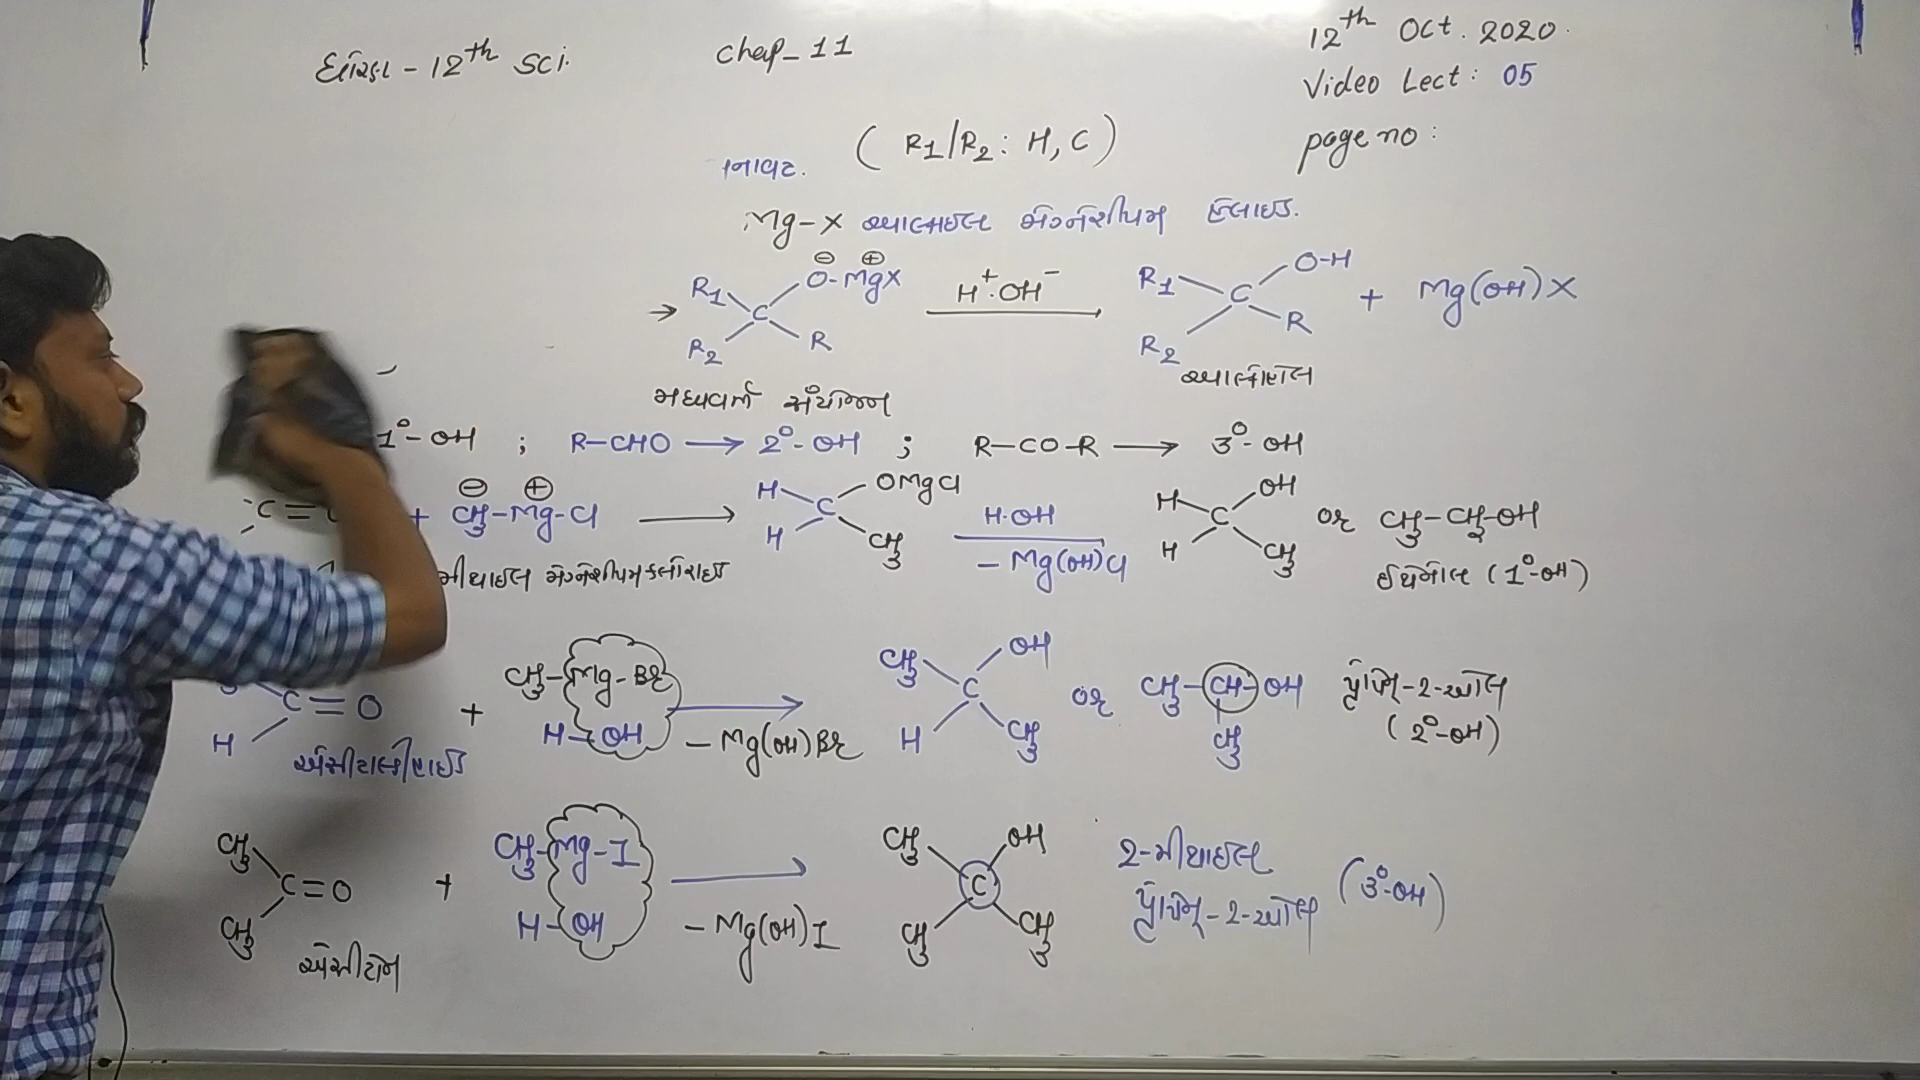 ધોરણ - 12th sci.
chap-11
12th Oct. 2020.
Video Lect : 05
page no :
( R1/R2 : H, C )
બનાવટ.
Mg-X આલ્કાઈલ મેગ્નેશીયમ હેલાઈડ.
→ R1 R2 C R O-MgX ⊖ ⊕ H+.OH- R1 R2 C R O-H + Mg(OH)X
મધ્યવર્તી સંયોજન
આલ્કોહોલ
1°-OH ; R-CHO → 2°-OH ; R-CO-R → 3°-OH
C= + CH3-Mg-Cl ⊖ ⊕ → H H C CH3 OMgCl H.OH - Mg(OH)Cl H H C CH3 OH or CH3-CH2-OH
મીથાઈલ મેગ્નેશીયમ ક્લોરાઈડ
ઈથેનોલ (1°-OH)
H C=O + CH3-Mg-Br H-OH → - Mg(OH)Br CH3 H C CH3 OH or CH3-CH-OH CH3 પ્રોપેન-2-ઓલ
(2°-OH)
એસીટાલ્ડીહાઈડ
CH3 CH3 C=O + CH3-Mg-I H-OH → - Mg(OH)I CH3 CH3 C CH3 OH 2-મીથાઈલ
પ્રોપેન-2-ઓલ (3°-OH)
એસીટોન